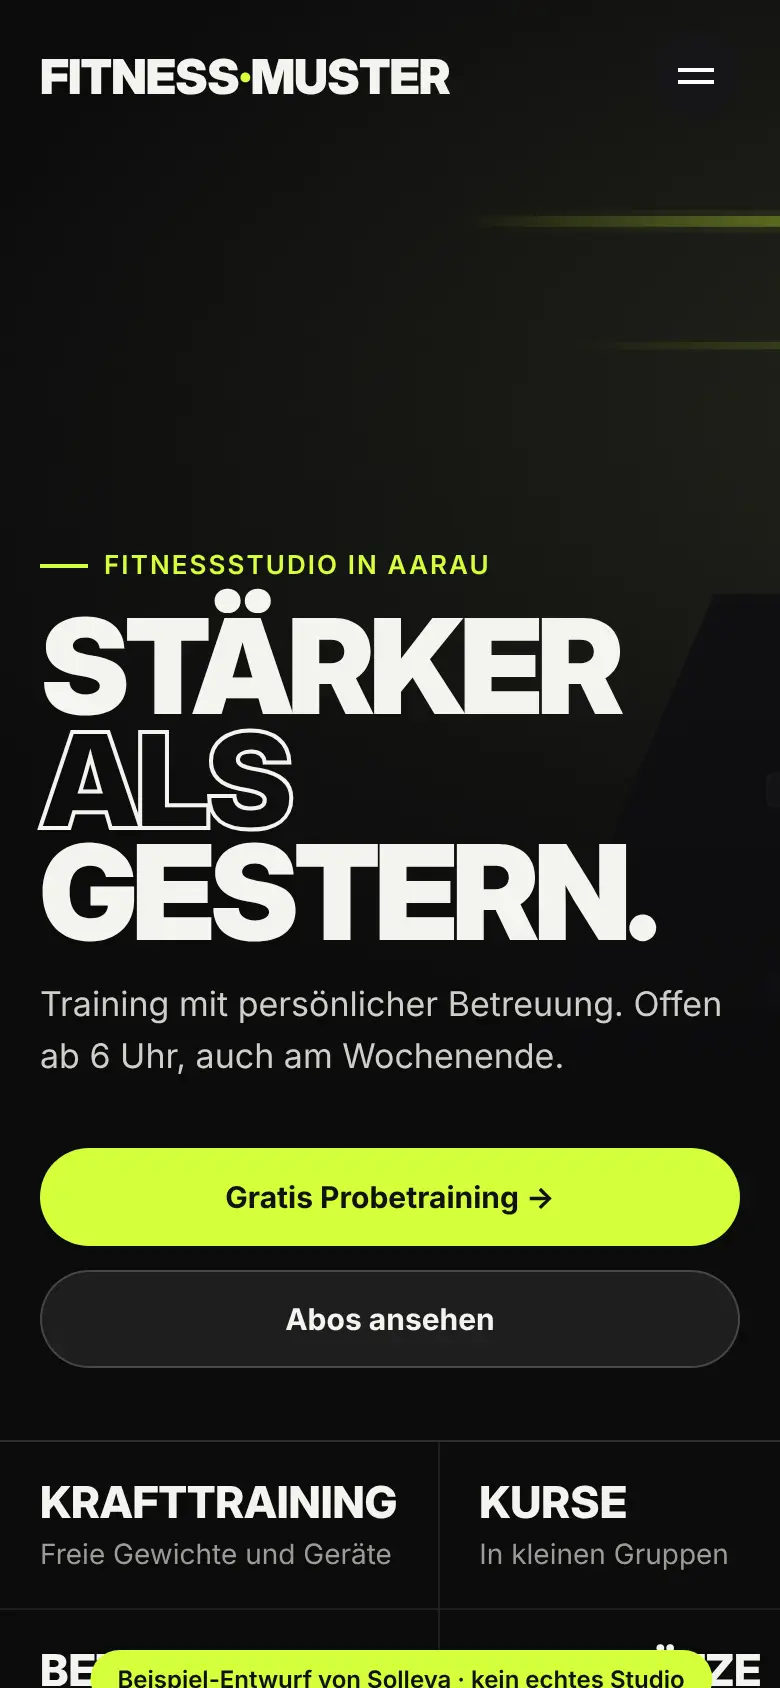 FITNESS·MUSTER
FITNESSSTUDIO IN AARAU
STÄRKER
ALS
GESTERN.
Training mit persönlicher Betreuung. Offen
ab 6 Uhr, auch am Wochenende.
Gratis Probetraining →
Abos ansehen
KRAFTTRAINING
Freie Gewichte und Geräte
KURSE
In kleinen Gruppen
Beispiel-Entwurf von Solleva · kein echtes Studio